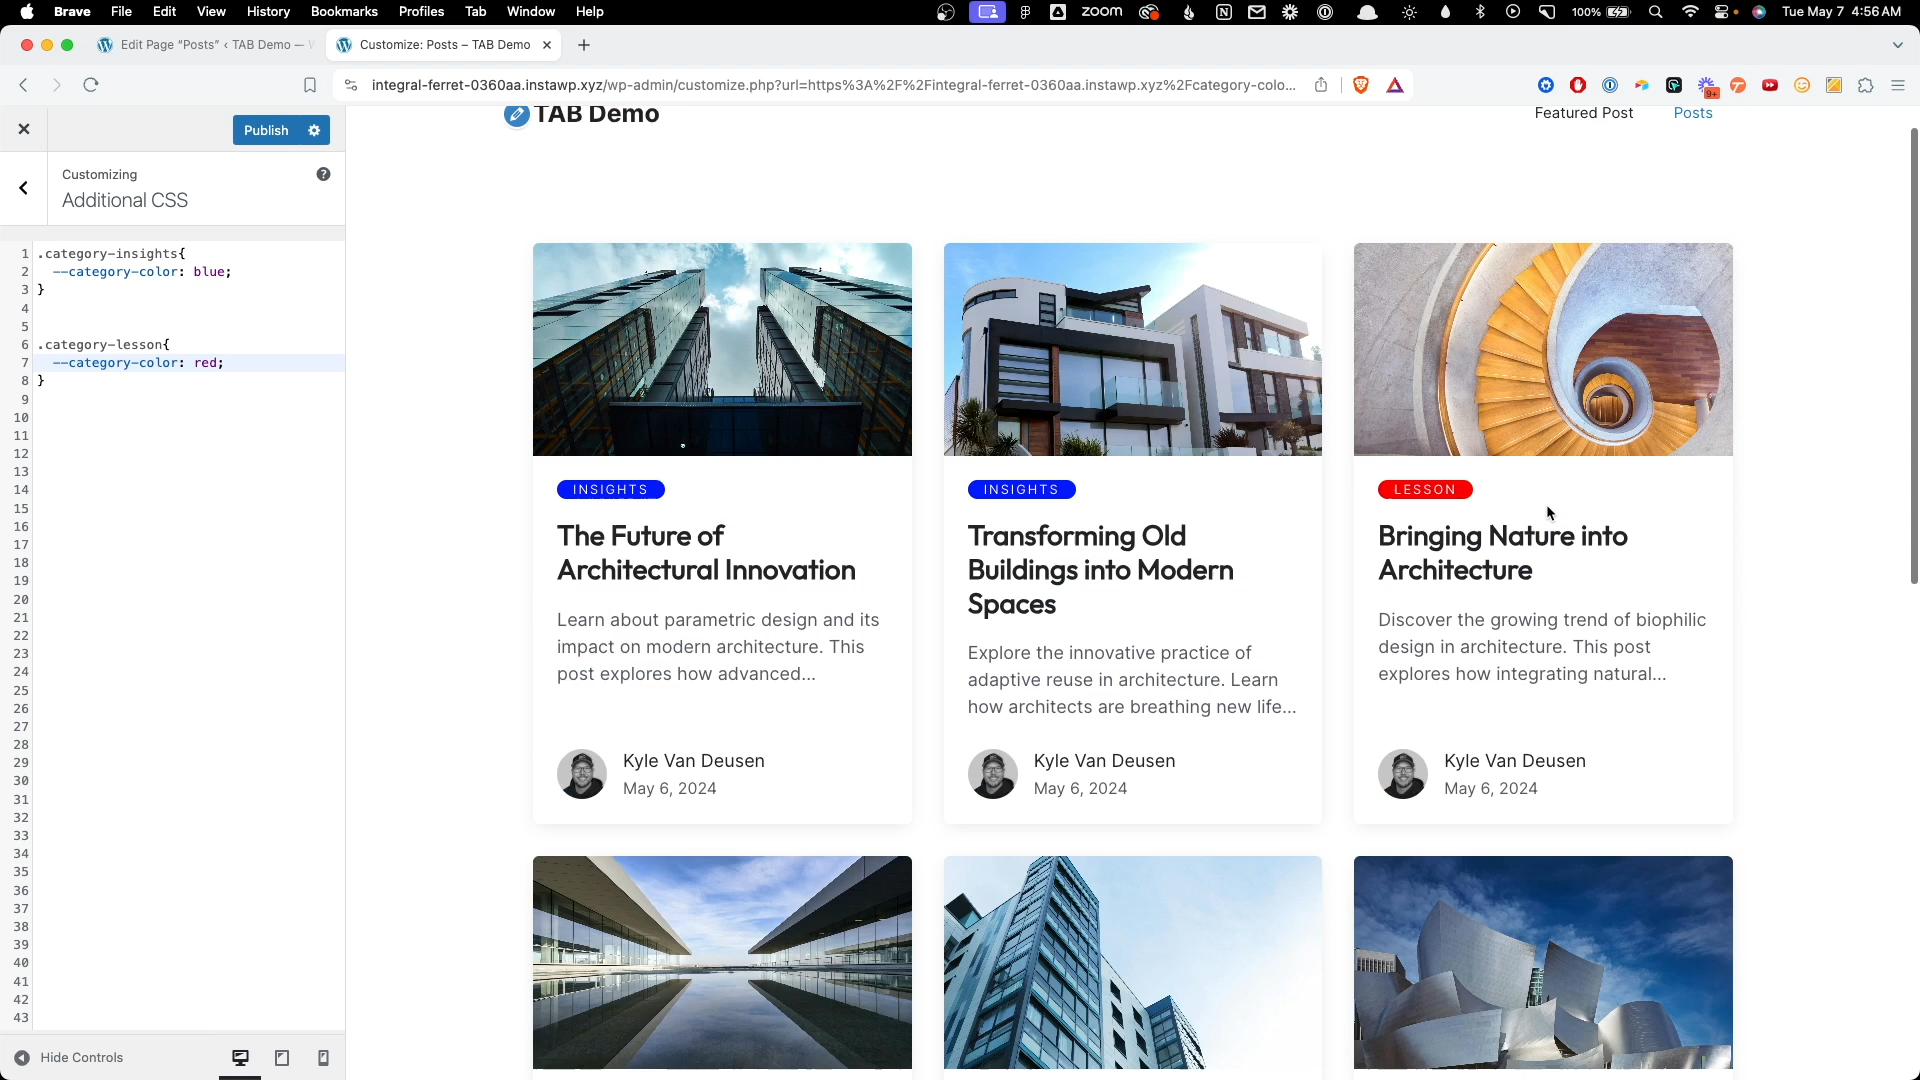 Brave File Edit View History Bookmarks Profiles Tab Window Help zoom 100% Tue May 7 4:56 AM
Edit Page "Posts" ‹ TAB Demo — Customize: Posts – TAB Demo
integral-ferret-0360aa.instawp.xyz/wp-admin/customize.php?url=https%3A%2F%2Fintegral-ferret-0360aa.instawp.xyz%2Fcategory-colo... 9+
Publish
Customizing
Additional CSS
1 .category-insights{
2 --category-color: blue;
3 }
4
5
6 .category-lesson{
7 --category-color: red;
8 }
9
10
11
12
13
14
15
16
17
18
19
20
21
22
23
24
25
26
27
28
29
30
31
32
33
34
35
36
37
38
39
40
41
42
43
Hide Controls
TAB Demo
Featured Post Posts
INSIGHTS
The Future of
Architectural Innovation
Learn about parametric design and its
impact on modern architecture. This
post explores how advanced...
Kyle Van Deusen
May 6, 2024
INSIGHTS
Transforming Old
Buildings into Modern
Spaces
Explore the innovative practice of
adaptive reuse in architecture. Learn
how architects are breathing new life...
Kyle Van Deusen
May 6, 2024
LESSON
Bringing Nature into
Architecture
Discover the growing trend of biophilic
design in architecture. This post
explores how integrating natural...
Kyle Van Deusen
May 6, 2024